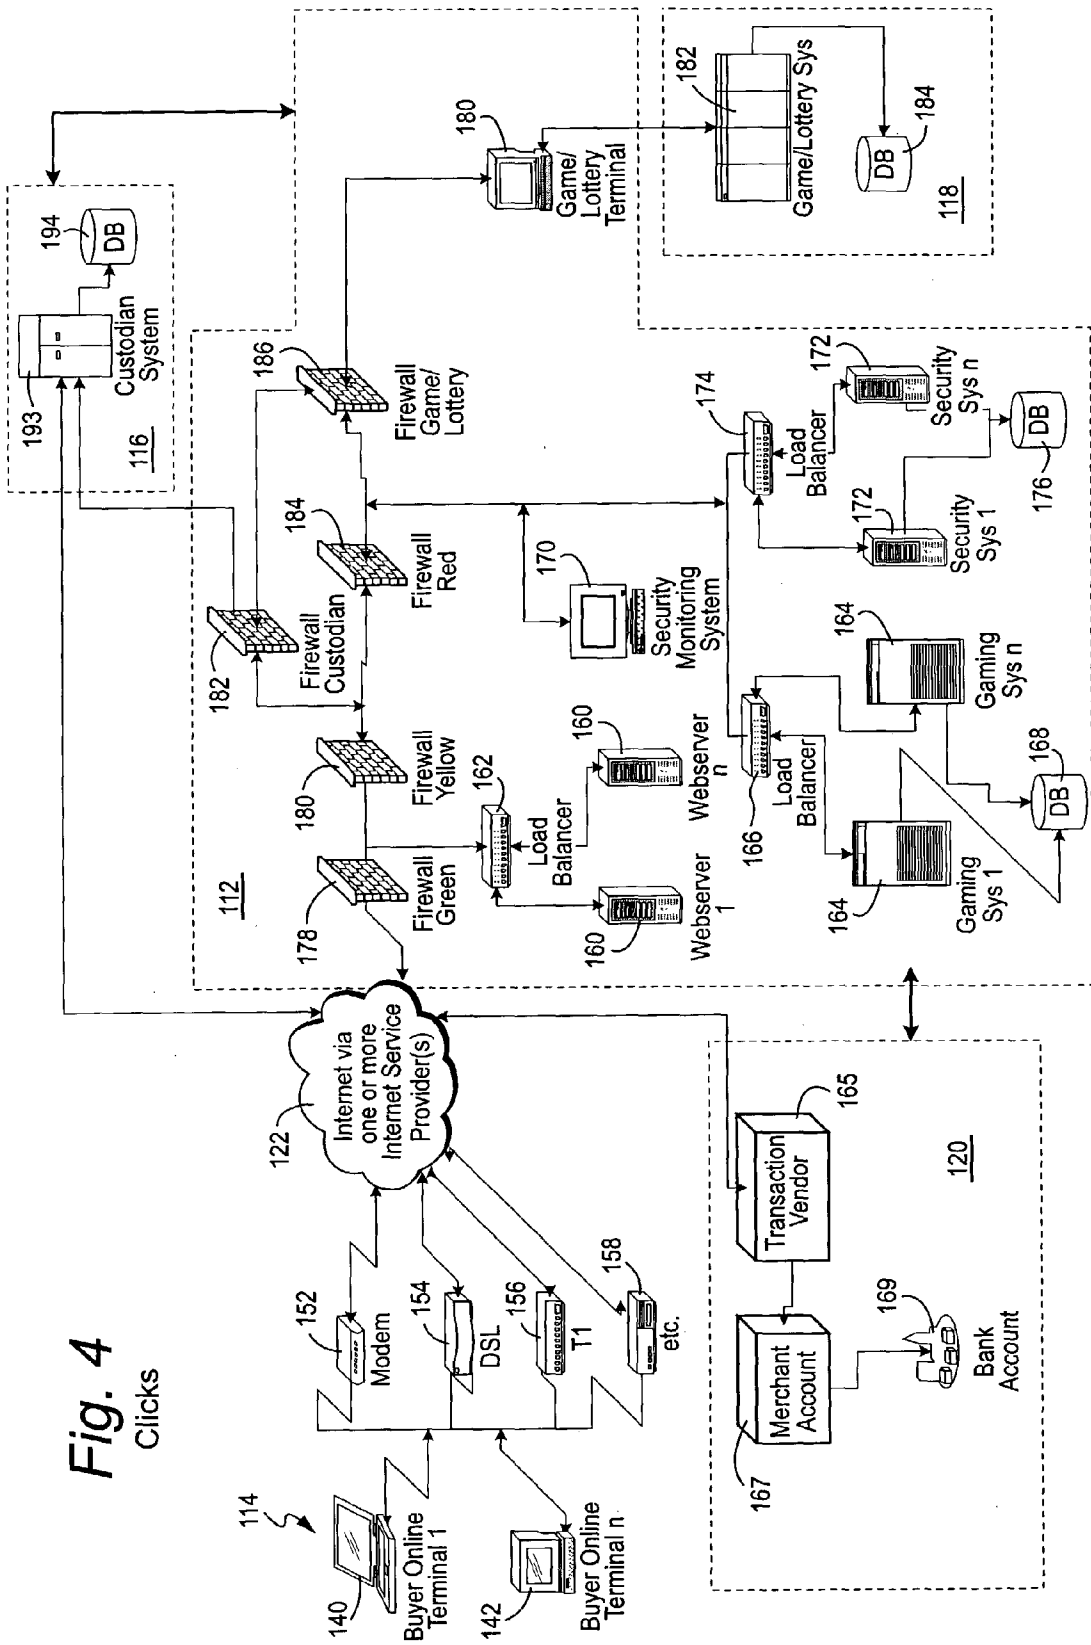 Fig. 4
Clicks
114
140
Buyer Online
Terminal 1
142
Buyer Online
Terminal n
152
Modem
154
DSL
156
T1
158
etc.
122
Internet via
one or more
Internet Service
Provider(s)
167
Merchant
Account
165
Transaction
Vendor
169
Bank
Account
120
112
178
Firewall
Green
180
Firewall
Yellow
182
Firewall
Custodian
184
Firewall
Red
186
Firewall
Game/
Lottery
162
Load
Balancer
160
Webserver
1
160
Webserver
n
170
Security
Monitoring
System
166
Load
Balancer
164
Gaming
Sys 1
164
Gaming
Sys n
168
DB
174
Load
Balancer
172
Security
Sys 1
172
Security
Sys n
176
DB
193
Custodian
System
194
DB
116
180
Game/
Lottery
Terminal
182
Game/Lottery Sys
DB
184
118